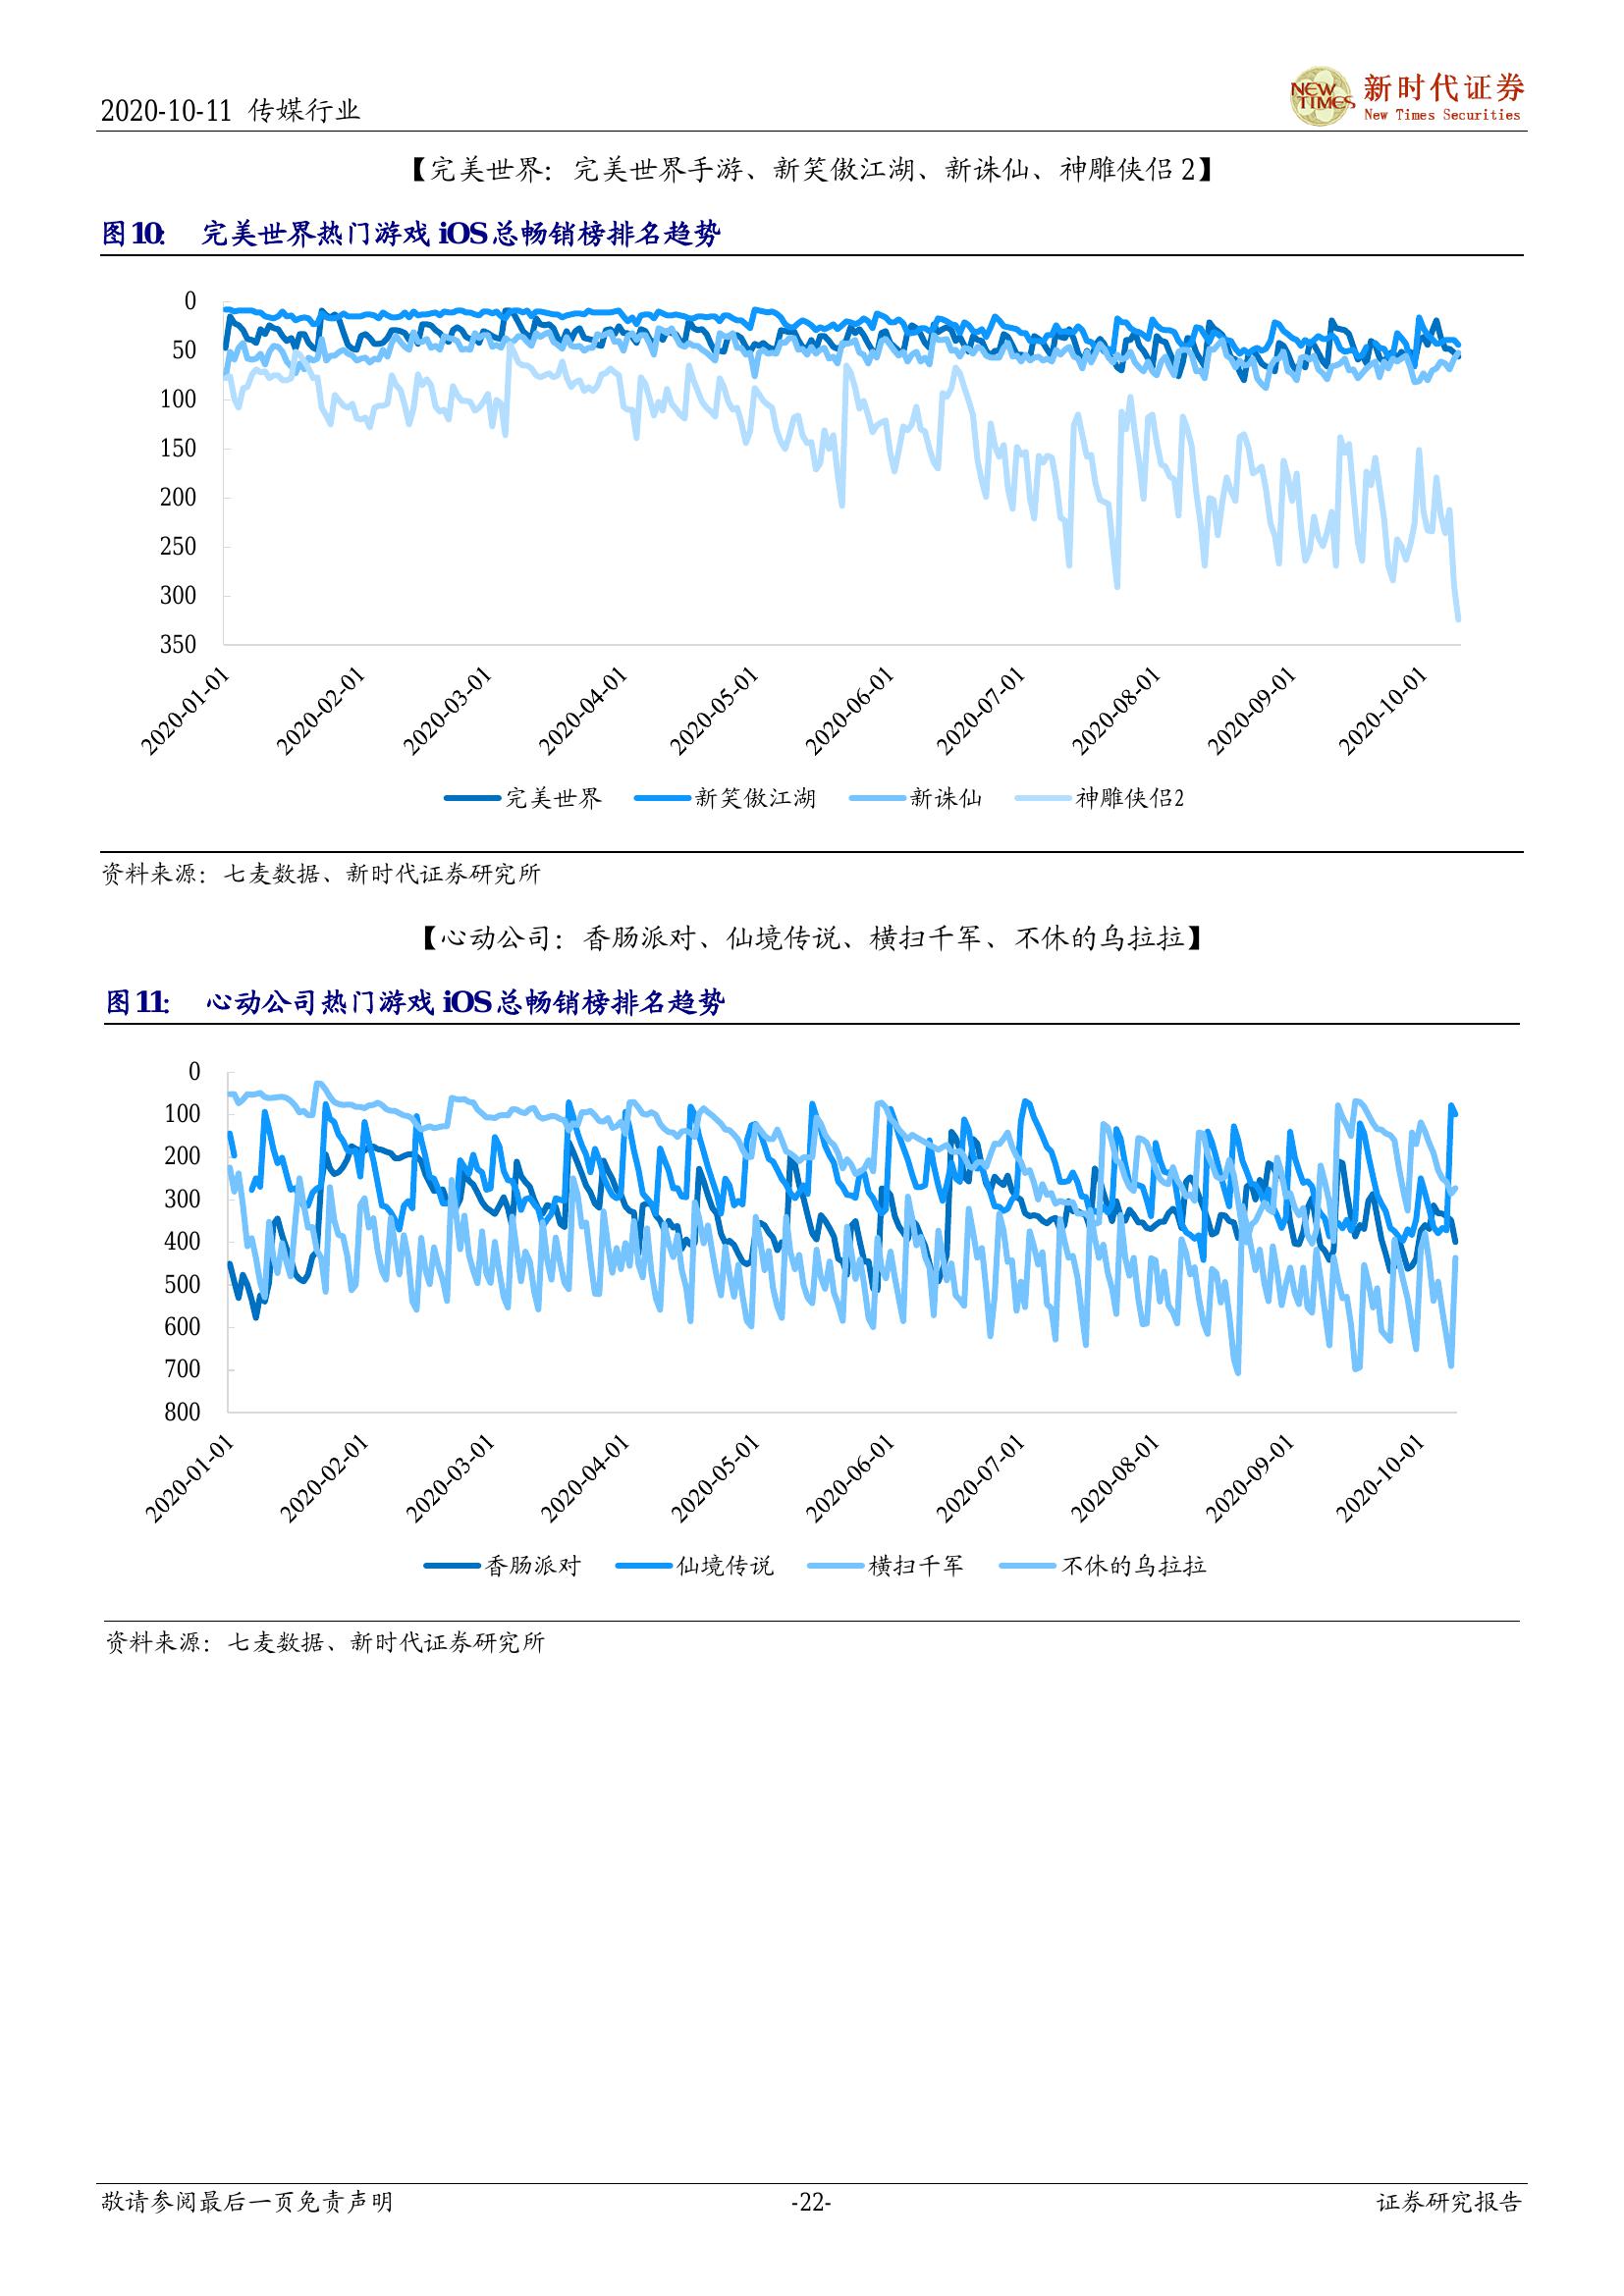 2020-10-11 传媒行业
NEW TIMES
新时代证券
New Times Securities
【完美世界：完美世界手游、新笑傲江湖、新诛仙、神雕侠侣 2】
图10： 完美世界热门游戏 iOS 总畅销榜排名趋势
0
50
100
150
200
250
300
350
2020-01-01 2020-02-01 2020-03-01 2020-04-01 2020-05-01 2020-06-01 2020-07-01 2020-08-01 2020-09-01 2020-10-01
完美世界 新笑傲江湖 新诛仙 神雕侠侣2
资料来源：七麦数据、新时代证券研究所
【心动公司：香肠派对、仙境传说、横扫千军、不休的乌拉拉】
图11： 心动公司热门游戏 iOS 总畅销榜排名趋势
0
100
200
300
400
500
600
700
800
2020-01-01 2020-02-01 2020-03-01 2020-04-01 2020-05-01 2020-06-01 2020-07-01 2020-08-01 2020-09-01 2020-10-01
香肠派对 仙境传说 横扫千军 不休的乌拉拉
资料来源：七麦数据、新时代证券研究所
敬请参阅最后一页免责声明 -22- 证券研究报告